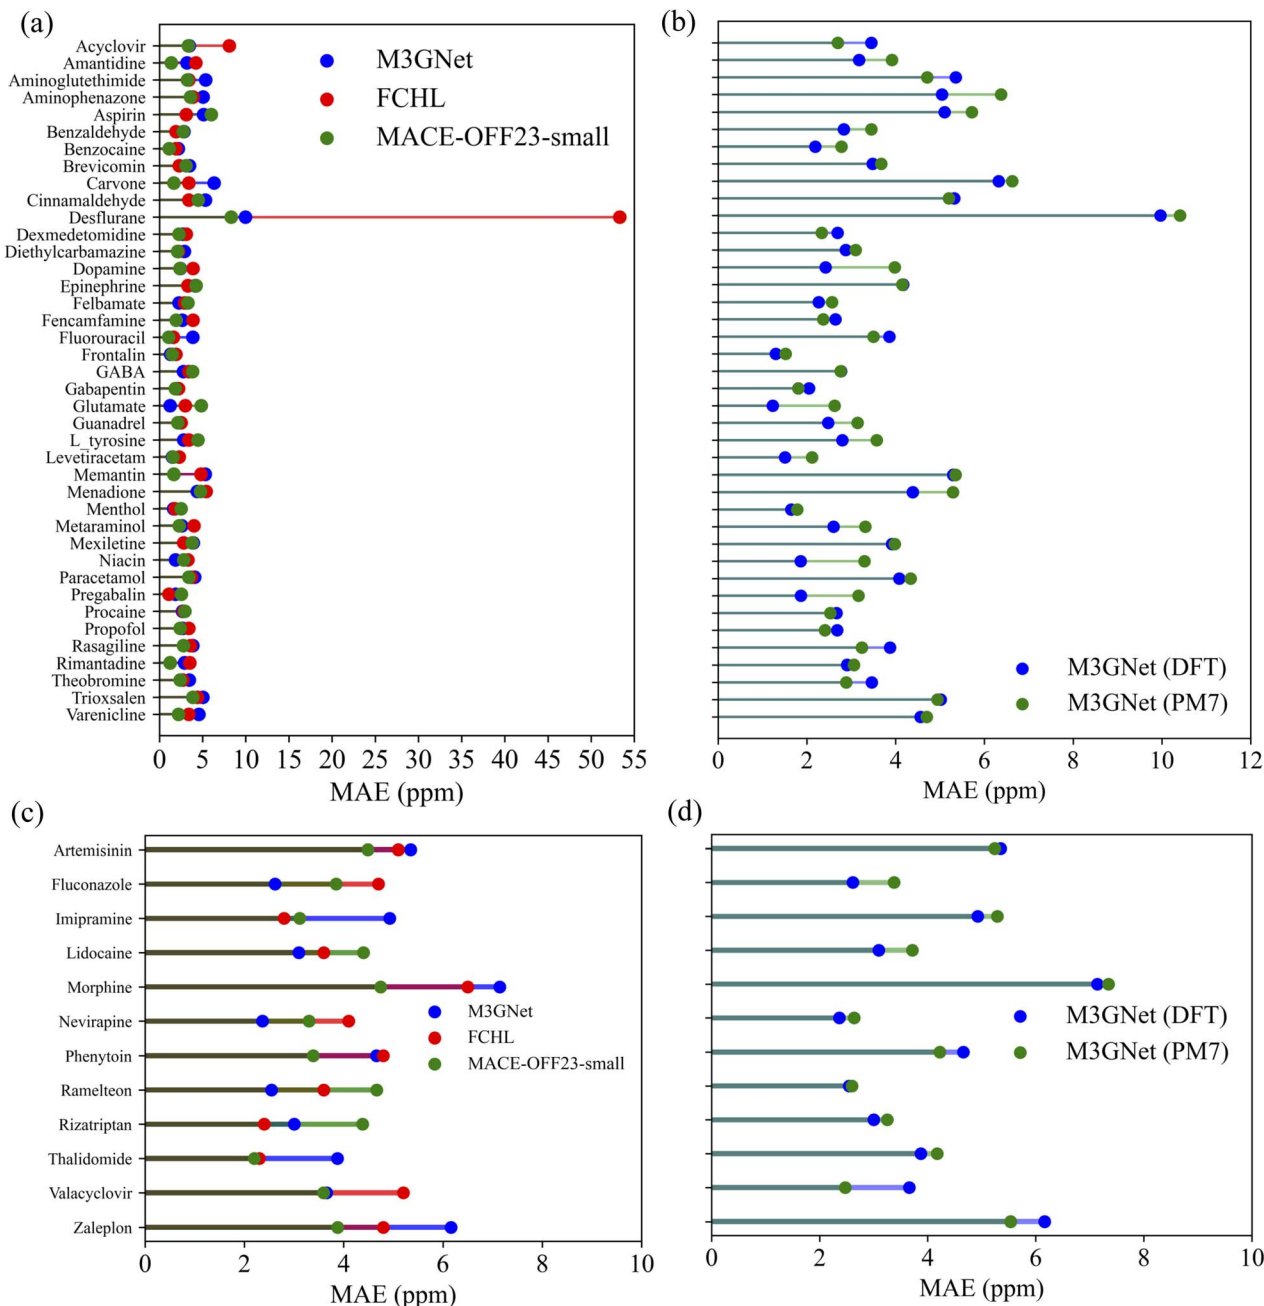 (a)
Acyclovir
Amantidine
Aminoglutethimide
Aminophenazone
Aspirin
Benzaldehyde
Benzocaine
Brevicomin
Carvone
Cinnamaldehyde
Desflurane
Dexmedetomidine
Diethylcarbamazine
Dopamine
Epinephrine
Felbamate
Fencamfamine
Fluorouracil
Frontalin
GABA
Gabapentin
Glutamate
Guanadrel
L_tyrosine
Levetiracetam
Memantin
Menadione
Menthol
Metaraminol
Mexiletine
Niacin
Paracetamol
Pregabalin
Procaine
Propofol
Rasagiline
Rimantadine
Theobromine
Trioxsalen
Varenicline
M3GNet
FCHL
MACE-OFF23-small
0 5 10 15 20 25 30 35 40 45 50 55
MAE (ppm)
(b)
M3GNet (DFT)
M3GNet (PM7)
0 2 4 6 8 10 12
MAE (ppm)
(c)
Artemisinin
Fluconazole
Imipramine
Lidocaine
Morphine
Nevirapine
Phenytoin
Ramelteon
Rizatriptan
Thalidomide
Valacyclovir
Zaleplon
M3GNet
FCHL
MACE-OFF23-small
0 2 4 6 8 10
MAE (ppm)
(d)
M3GNet (DFT)
M3GNet (PM7)
0 2 4 6 8 10
MAE (ppm)